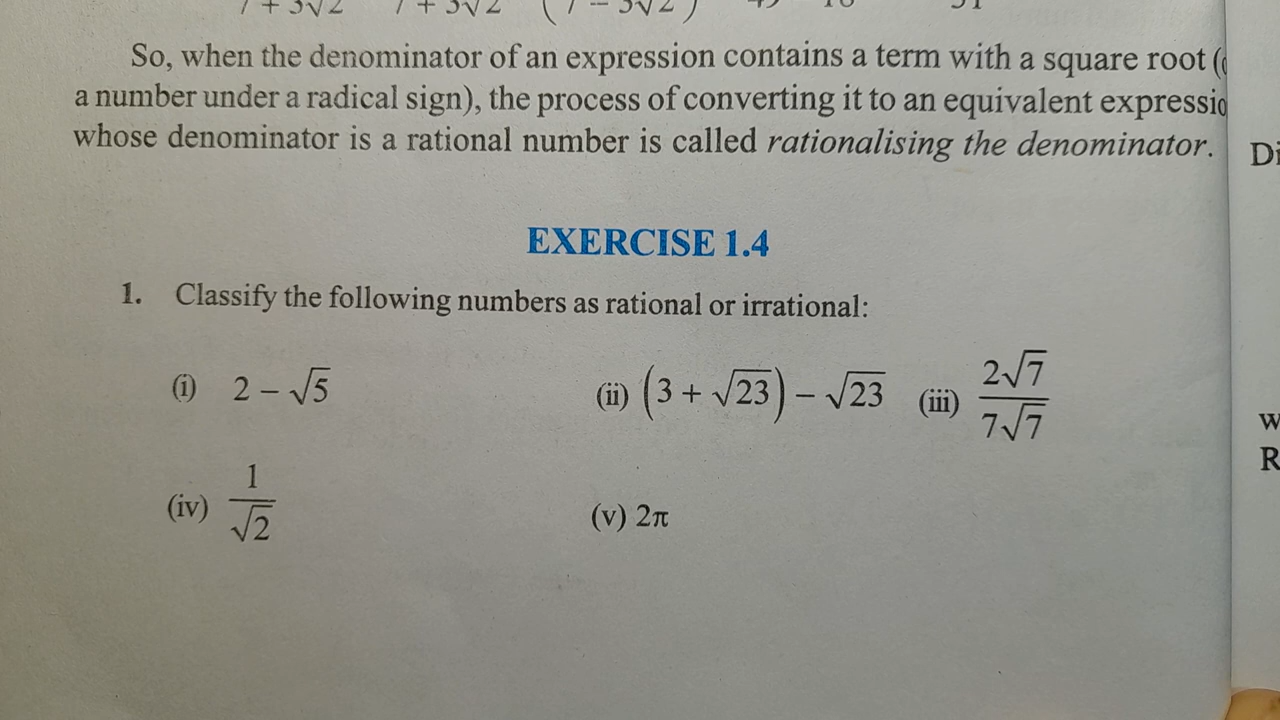 So, when the denominator of an expression contains a term with a square root (
a number under a radical sign), the process of converting it to an equivalent
whose denominator is a rational number is called rationalising the denominator.
EXERCISE 1.4
1. Classify the following numbers as rational or irrational:
(i) 2 – √5 (ii) (3 + √23) – √23 (iii) 2√7/7√7
(iv) 1/√2 (v) 2π